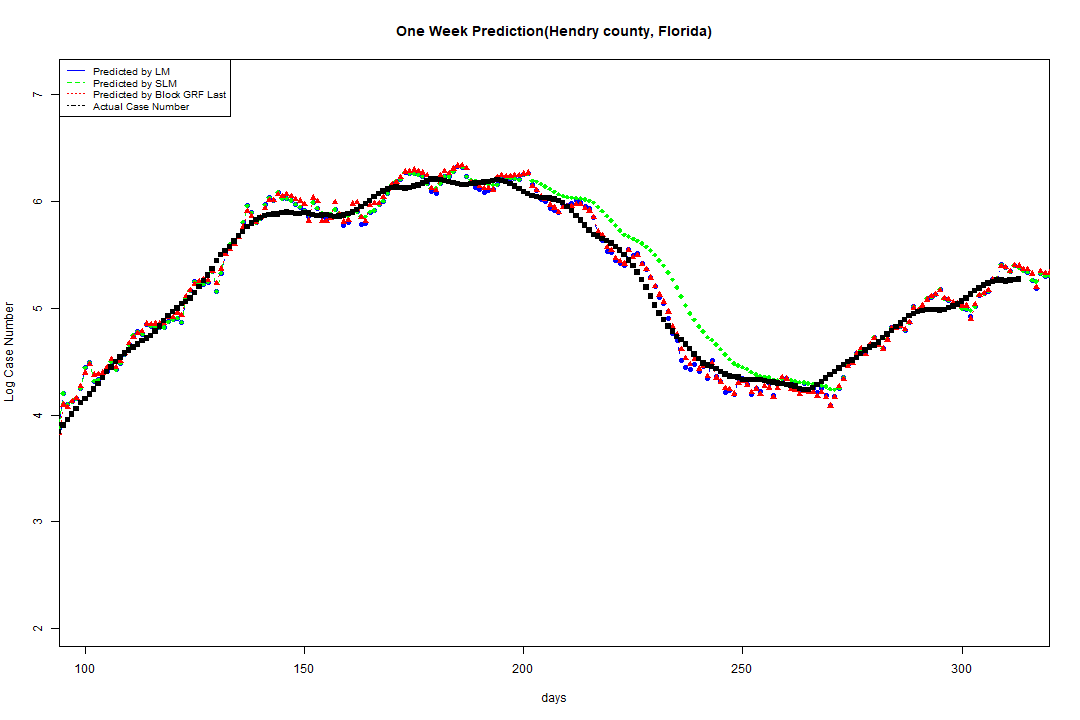 One Week Prediction(Hendry county, Florida)
Predicted by LM
Predicted by SLM
Predicted by Block GRF Last
Actual Case Number
7
6
5
4
3
2
Log Case Number
100 150 200 250 300
days